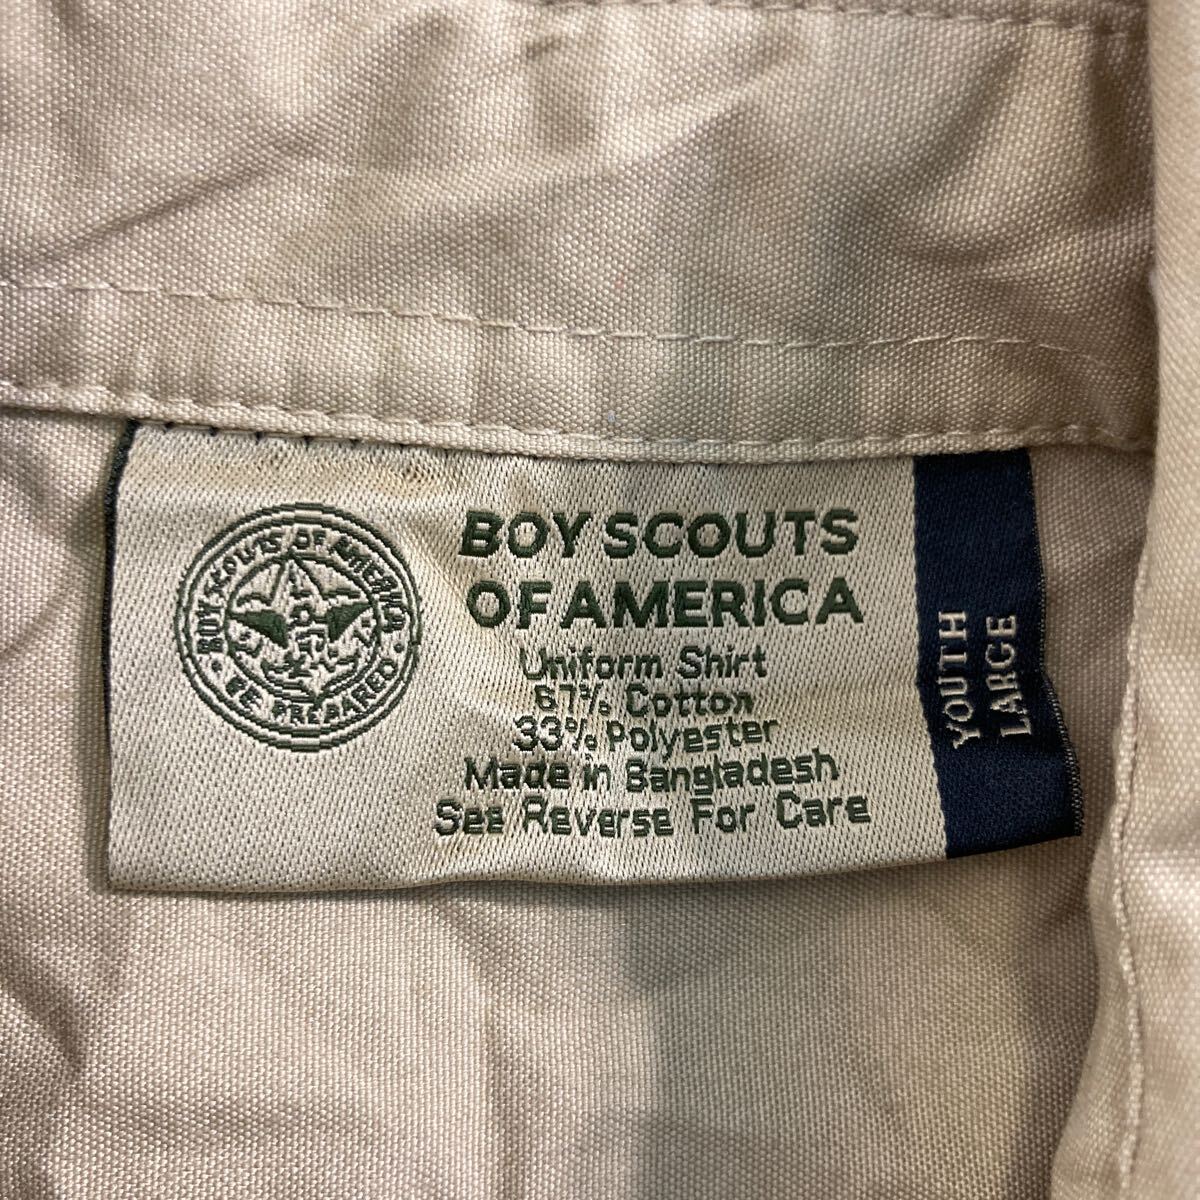 BOY SCOUTS OF AMERICA
BE PREPARED
BOY SCOUTS
OF AMERICA
Uniform Shirt
67% Cotton
33% Polyester
Made in Bangladesh
See Reverse For Care
YOUTH
LARGE